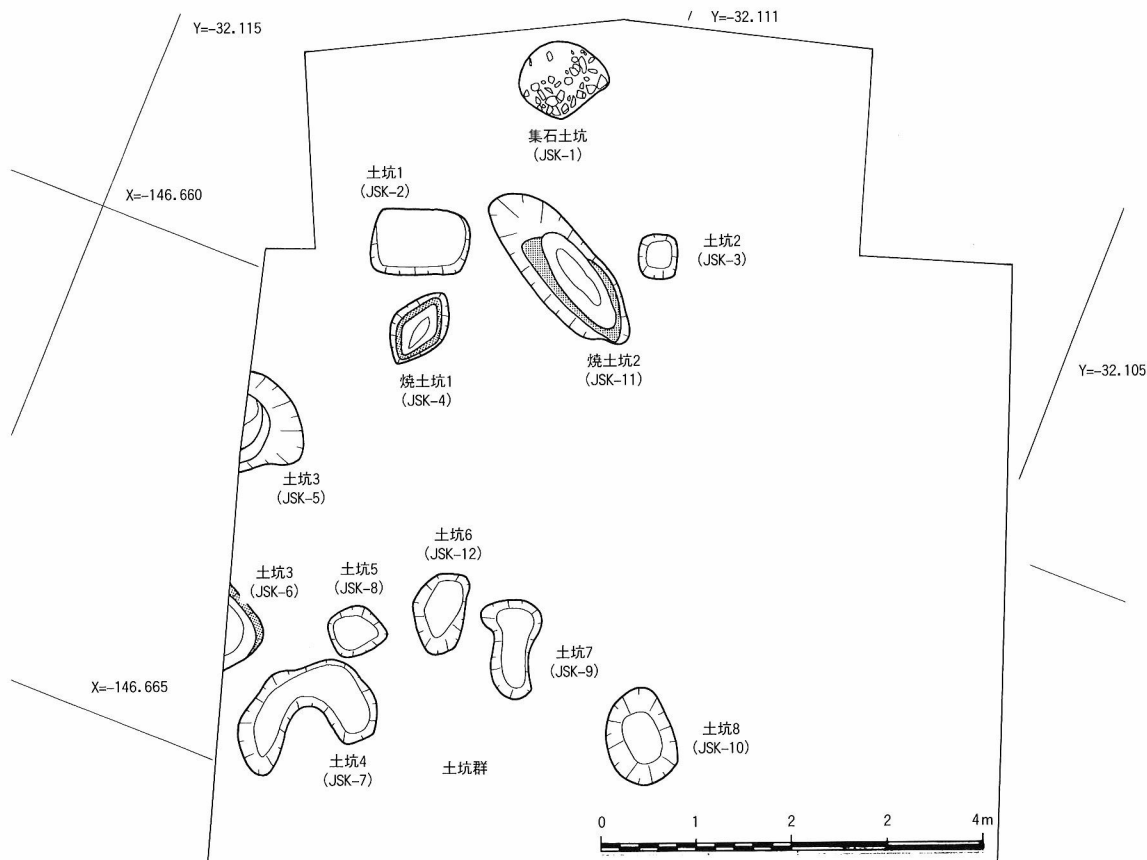 Y=-32.115
Y=-32.111
集石土坑
(JSK-1)
土坑1
(JSK-2)
X=-146.660
土坑2
(JSK-3)
焼土坑2
(JSK-11)
焼土坑1
(JSK-4)
Y=-32.105
土坑3
(JSK-5)
土坑6
(JSK-12)
土坑3
(JSK-6)
土坑5
(JSK-8)
土坑7
(JSK-9)
X=-146.665
土坑8
(JSK-10)
土坑4
(JSK-7)
土坑群
0 1 2 2 4m